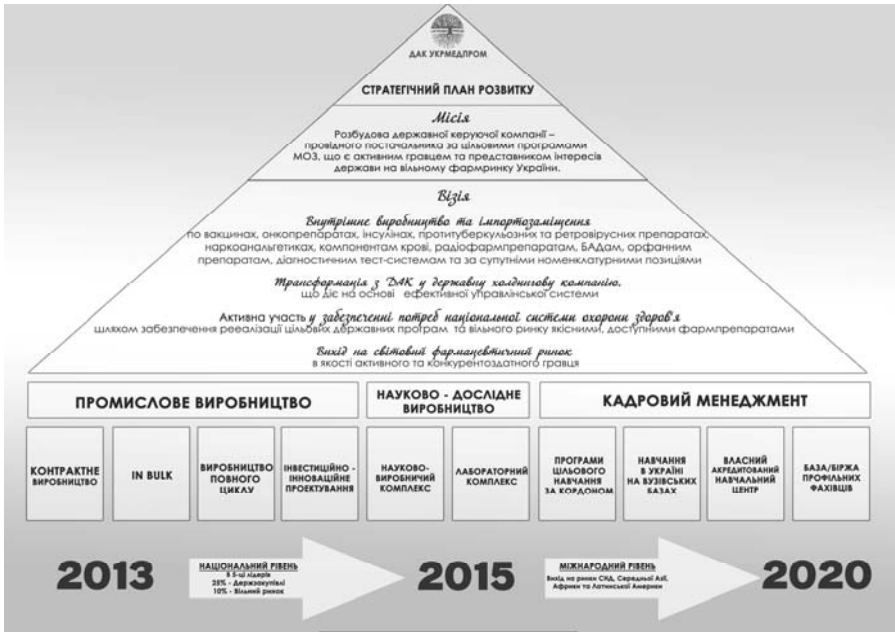 ДАК УКРМЕДПРОМ
СТРАТЕГІЧНИЙ ПЛАН РОЗВИТКУ
Місія
Розбудова державної керуючої компанії –
провідного постачальника за цільовими програмами
МОЗ, що є активним гравцем та представником інтересів
держави на вільному фармринку України.
Візія
Внутрішнє виробництво та імпортозаміщення
по вакцинах, онкопрепаратах, інсулінах, протитуберкульозних та ретровірусних препаратах,
наркоанальгетиках, компонентам крові, радіофармпрепаратам, БАДам, орфанним
препаратам, діагностичним тест-системам та за супутніми номенклатурними позиціями
Трансформація з ДАК у державну холдингову компанію,
що діє на основі ефективної управлінської системи
Активна участь у забезпеченні потреб національної системи охорони здоров'я
шляхом забезпечення рееалізації цільових державних програм та вільного ринку якісними, доступними фармпрепаратами
Вихід на світовий фармацевтичний ринок
в якості активного та конкурентоздатного гравця
ПРОМИСЛОВЕ ВИРОБНИЦТВО
НАУКОВО - ДОСЛІДНЕ
ВИРОБНИЦТВО
КАДРОВИЙ МЕНЕДЖМЕНТ
КОНТРАКТНЕ
ВИРОБНИЦТВО
IN BULK
ВИРОБНИЦТВО
ПОВНОГО
ЦИКЛУ
ІНВЕСТИЦІЙНО -
ІННОВАЦІЙНЕ
ПРОЕКТУВАННЯ
НАУКОВО-
ВИРОБНИЧИЙ
КОМПЛЕКС
ЛАБОРАТОРНИЙ
КОМПЛЕКС
ПРОГРАМИ
ЦІЛЬОВОГО
НАВЧАННЯ
ЗА КОРДОНОМ
НАВЧАННЯ
В УКРАЇНІ
НА ВУЗІВСЬКИХ
БАЗАХ
ВЛАСНИЙ
АКРЕДИТОВАНИЙ
НАВЧАЛЬНИЙ
ЦЕНТР
БАЗА/БІРЖА
ПРОФІЛЬНИХ
ФАХІВЦІВ
2013
НАЦІОНАЛЬНИЙ РІВЕНЬ
В 5-ці лідерів
25% - Держзакупівлі
10% - Вільний ринок
2015
МІЖНАРОДНИЙ РІВЕНЬ
Вихід на ринки СНД, Середньої Азії,
Африки та Латинської Америки
2020